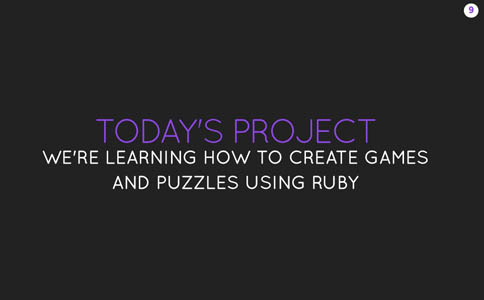 9
TODAY'S PROJECT
WE'RE LEARNING HOW TO CREATE GAMES
AND PUZZLES USING RUBY